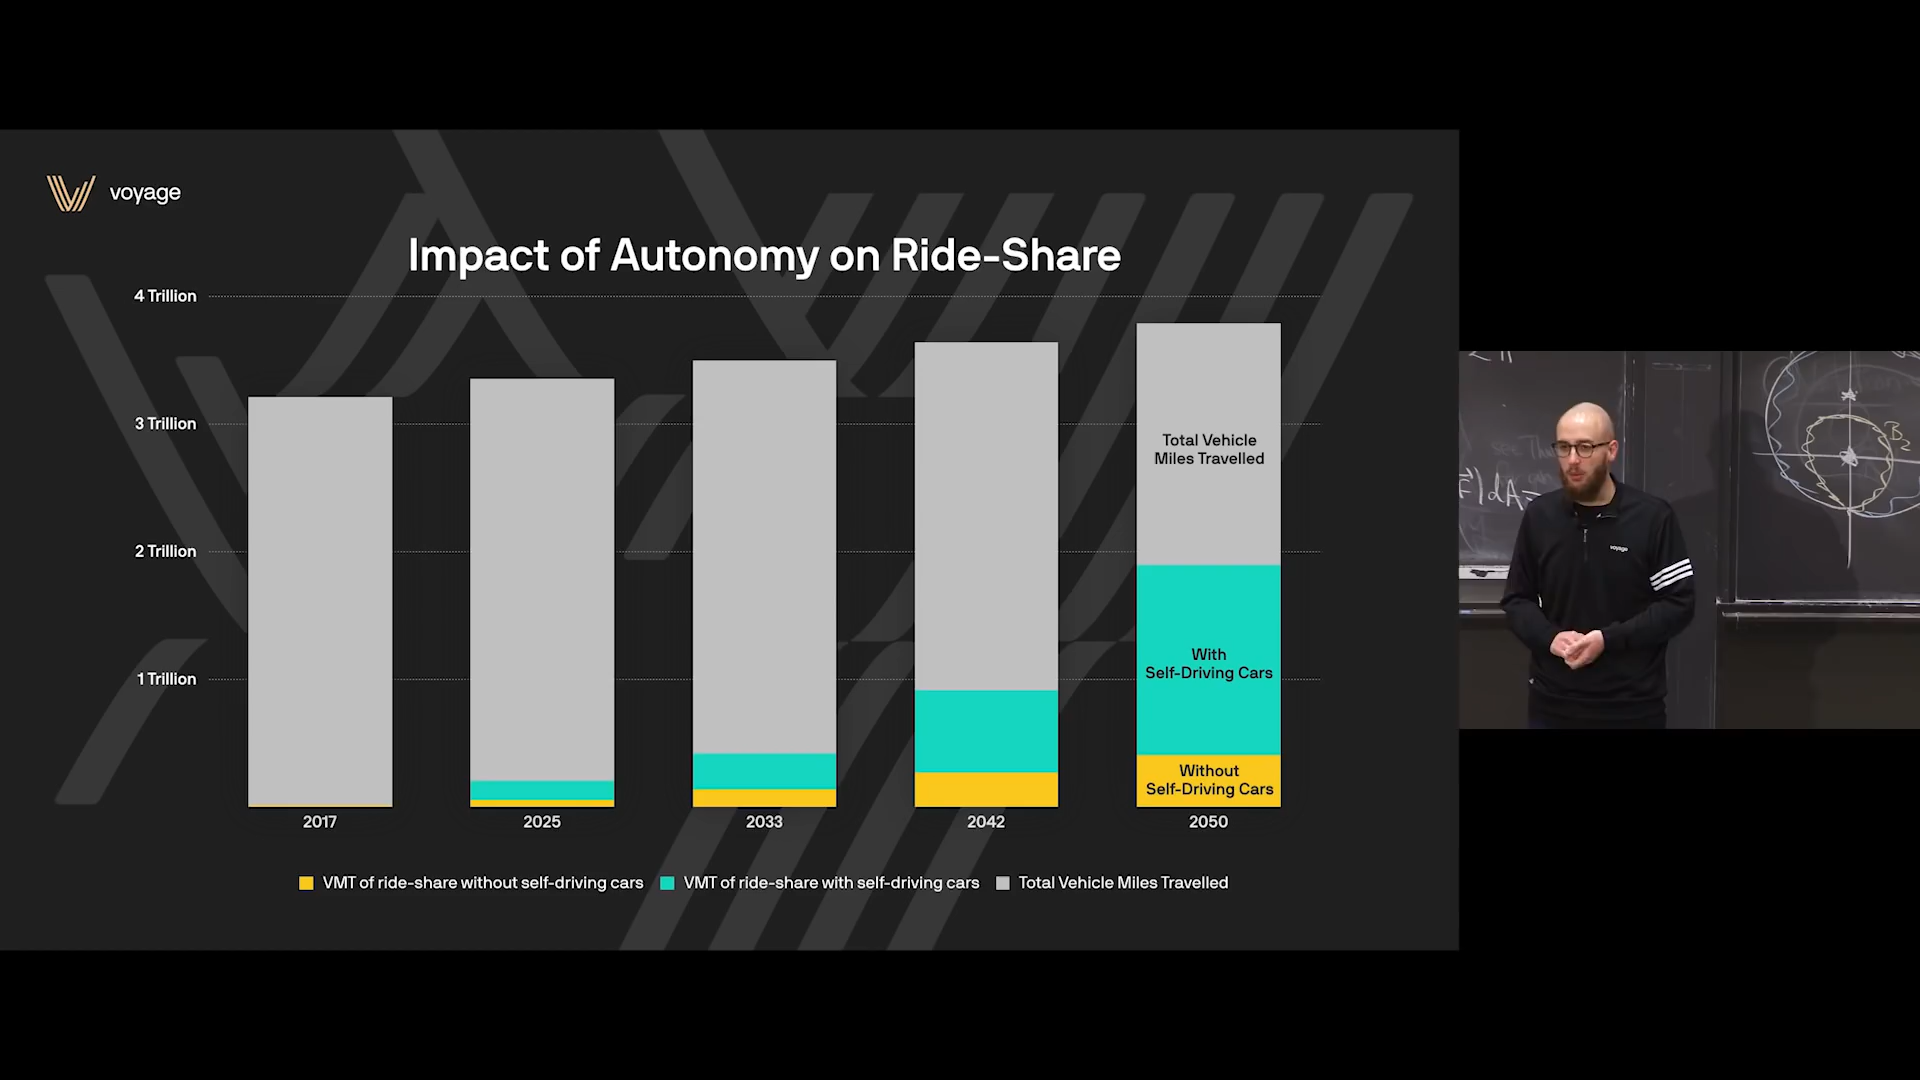 voyage
Impact of Autonomy on Ride-Share
4 Trillion
3 Trillion
2 Trillion
1 Trillion
Total Vehicle
Miles Travelled
With
Self-Driving Cars
Without
Self-Driving Cars
2017
2025
2033
2042
2050
VMT of ride-share without self-driving cars
VMT of ride-share with self-driving cars
Total Vehicle Miles Travelled
voyage
B2